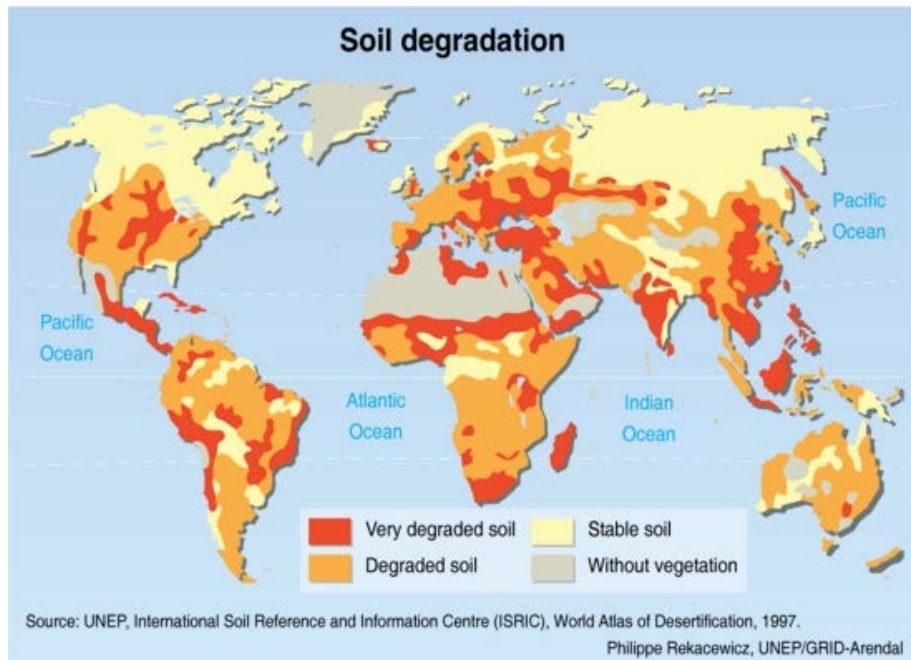 Soil degradation
Pacific
Ocean
Pacific
Ocean
Atlantic
Ocean
Indian
Ocean
Very degraded soil
Stable soil
Degraded soil
Without vegetation
Source: UNEP, International Soil Reference and Information Centre (ISRIC), World Atlas of Desertification, 1997.
Philippe Rekacewicz, UNEP/GRID-Arendal